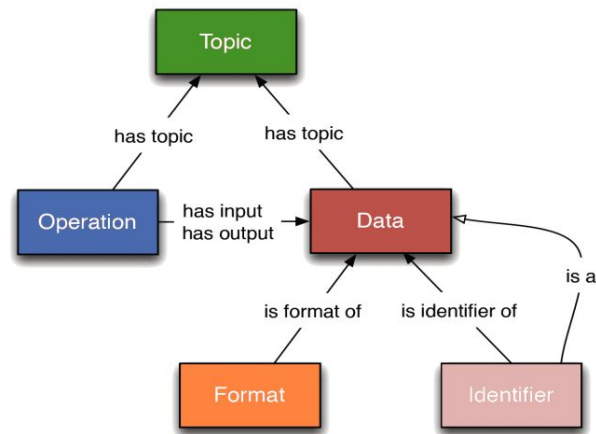 Topic
has topic
has topic
Operation
has input
has output
Data
is a
is format of
is identifier of
Format
Identifier